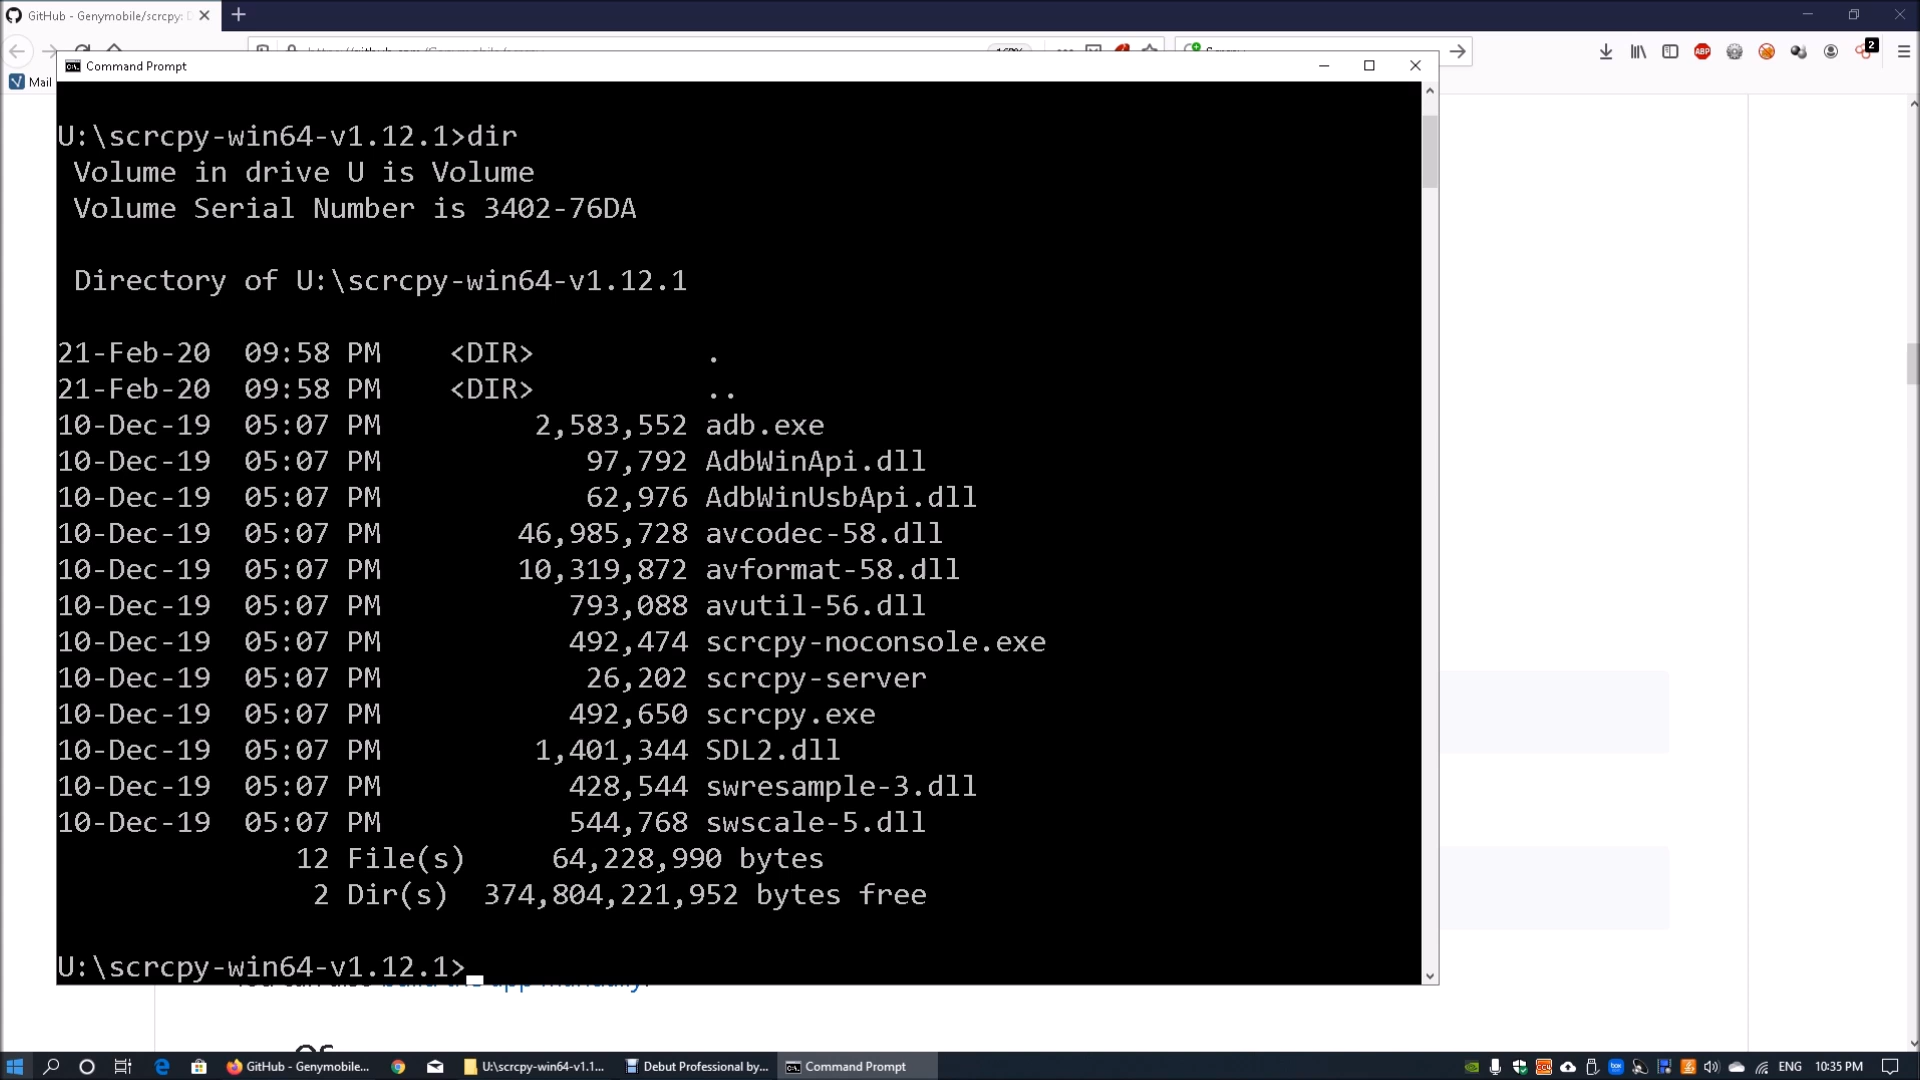 GitHub - Genymobile/scrcpy: D
Mail
2
Command Prompt
U:\scrcpy-win64-v1.12.1>dir
Volume in drive U is Volume
Volume Serial Number is 3402-76DA
Directory of U:\scrcpy-win64-v1.12.1
21-Feb-20 09:58 PM <DIR> .
21-Feb-20 09:58 PM <DIR> ..
10-Dec-19 05:07 PM 2,583,552 adb.exe
10-Dec-19 05:07 PM 97,792 AdbWinApi.dll
10-Dec-19 05:07 PM 62,976 AdbWinUsbApi.dll
10-Dec-19 05:07 PM 46,985,728 avcodec-58.dll
10-Dec-19 05:07 PM 10,319,872 avformat-58.dll
10-Dec-19 05:07 PM 793,088 avutil-56.dll
10-Dec-19 05:07 PM 492,474 scrcpy-noconsole.exe
10-Dec-19 05:07 PM 26,202 scrcpy-server
10-Dec-19 05:07 PM 492,650 scrcpy.exe
10-Dec-19 05:07 PM 1,401,344 SDL2.dll
10-Dec-19 05:07 PM 428,544 swresample-3.dll
10-Dec-19 05:07 PM 544,768 swscale-5.dll
12 File(s) 64,228,990 bytes
2 Dir(s) 374,804,221,952 bytes free
U:\scrcpy-win64-v1.12.1>
GitHub - Genymobile... U:\scrcpy-win64-v1.1... Debut Professional by... Command Prompt ENG 10:35 PM